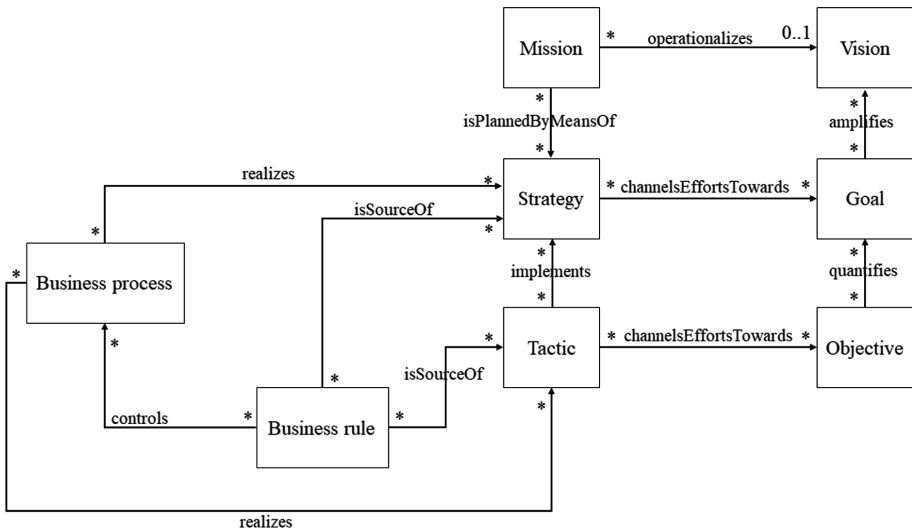 Mission
* operationalizes 0..1
Vision
*
isPlannedByMeansOf
*
*
amplifies
*
realizes
*
*
Strategy
* channelsEffortsTowards *
Goal
isSourceOf
*
*
Business process
*
*
implements
*
*
quantifies
*
*
Tactic
* channelsEffortsTowards *
Objective
*
isSourceOf
*
*
*
controls
*
Business rule
*
*
realizes